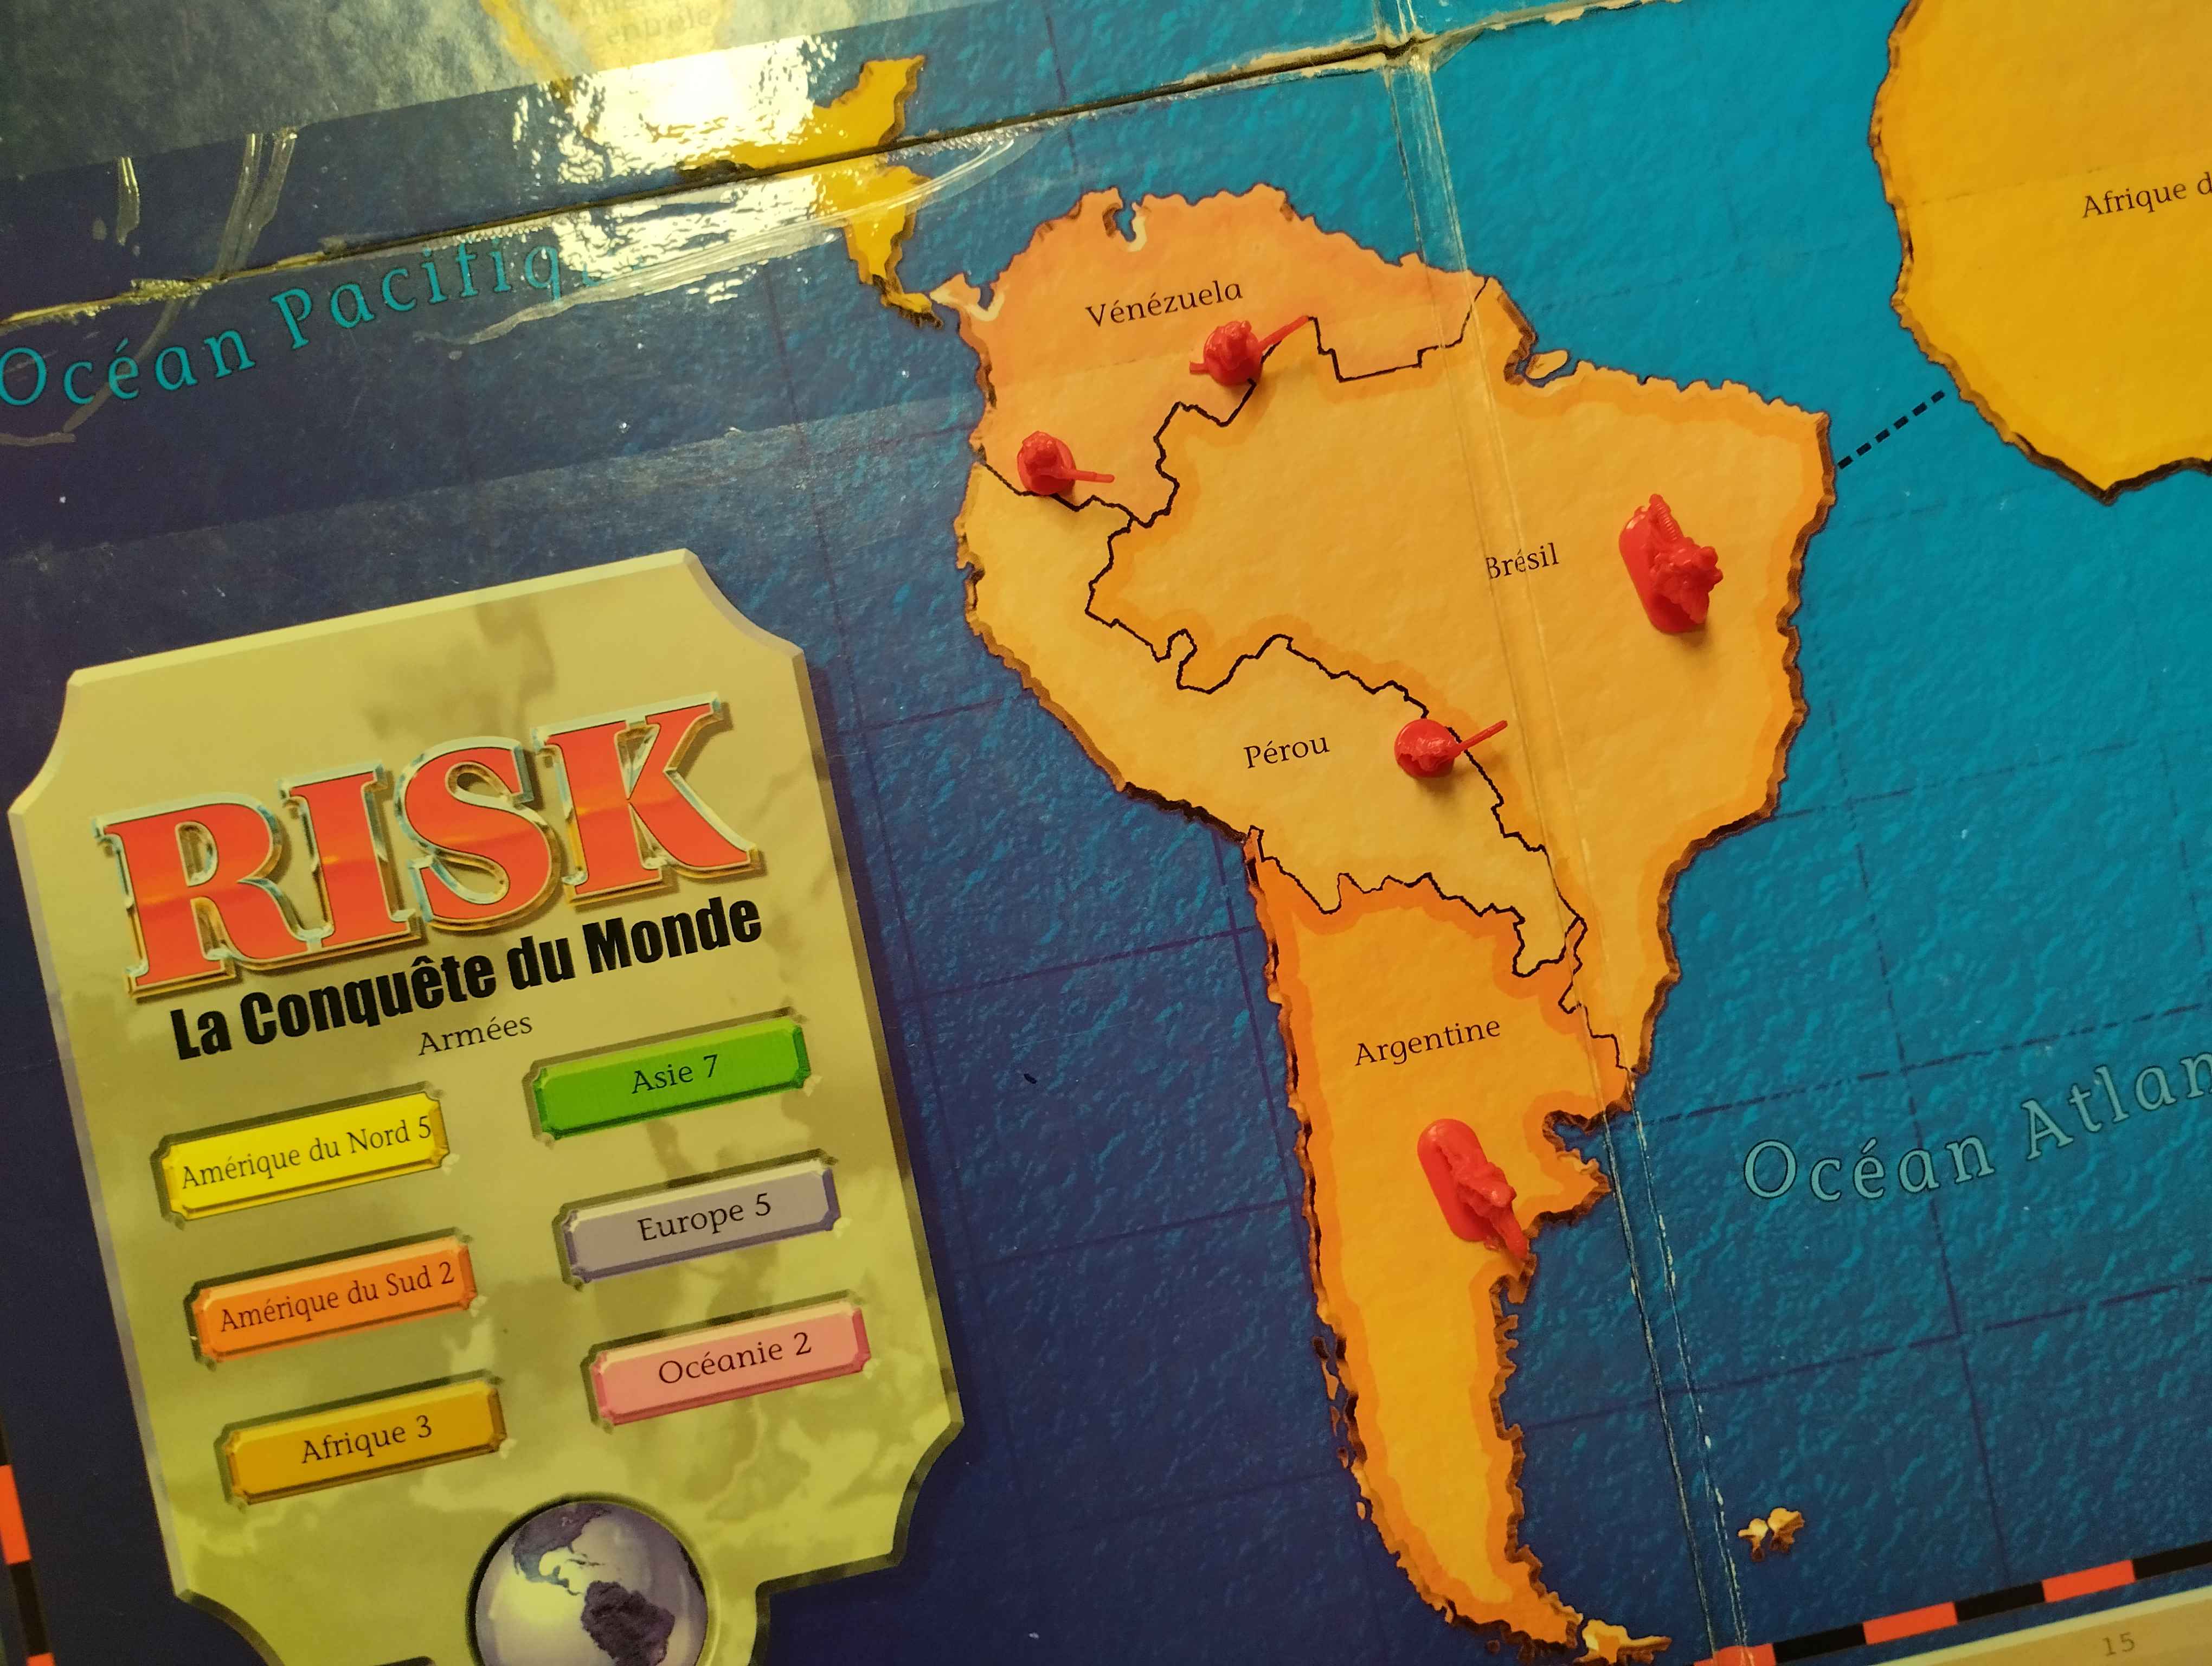 Océan Pacifiq
Afrique d
Vénézuela
Brésil
Pérou
RISK
La Conquête du Monde
Armées
Asie 7
Amérique du Nord 5
Europe 5
Amérique du Sud 2
Océanie 2
Afrique 3
Argentine
Océan Atlan
15